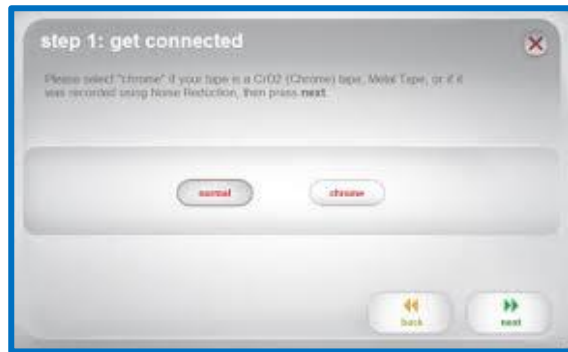 step 1: get connected
Please select "chrome" if your tape is a CrO2 (Chrome) tape, Metal Tape, or if it
was recorded using Noise Reduction, then press next.
normal chrome
back next